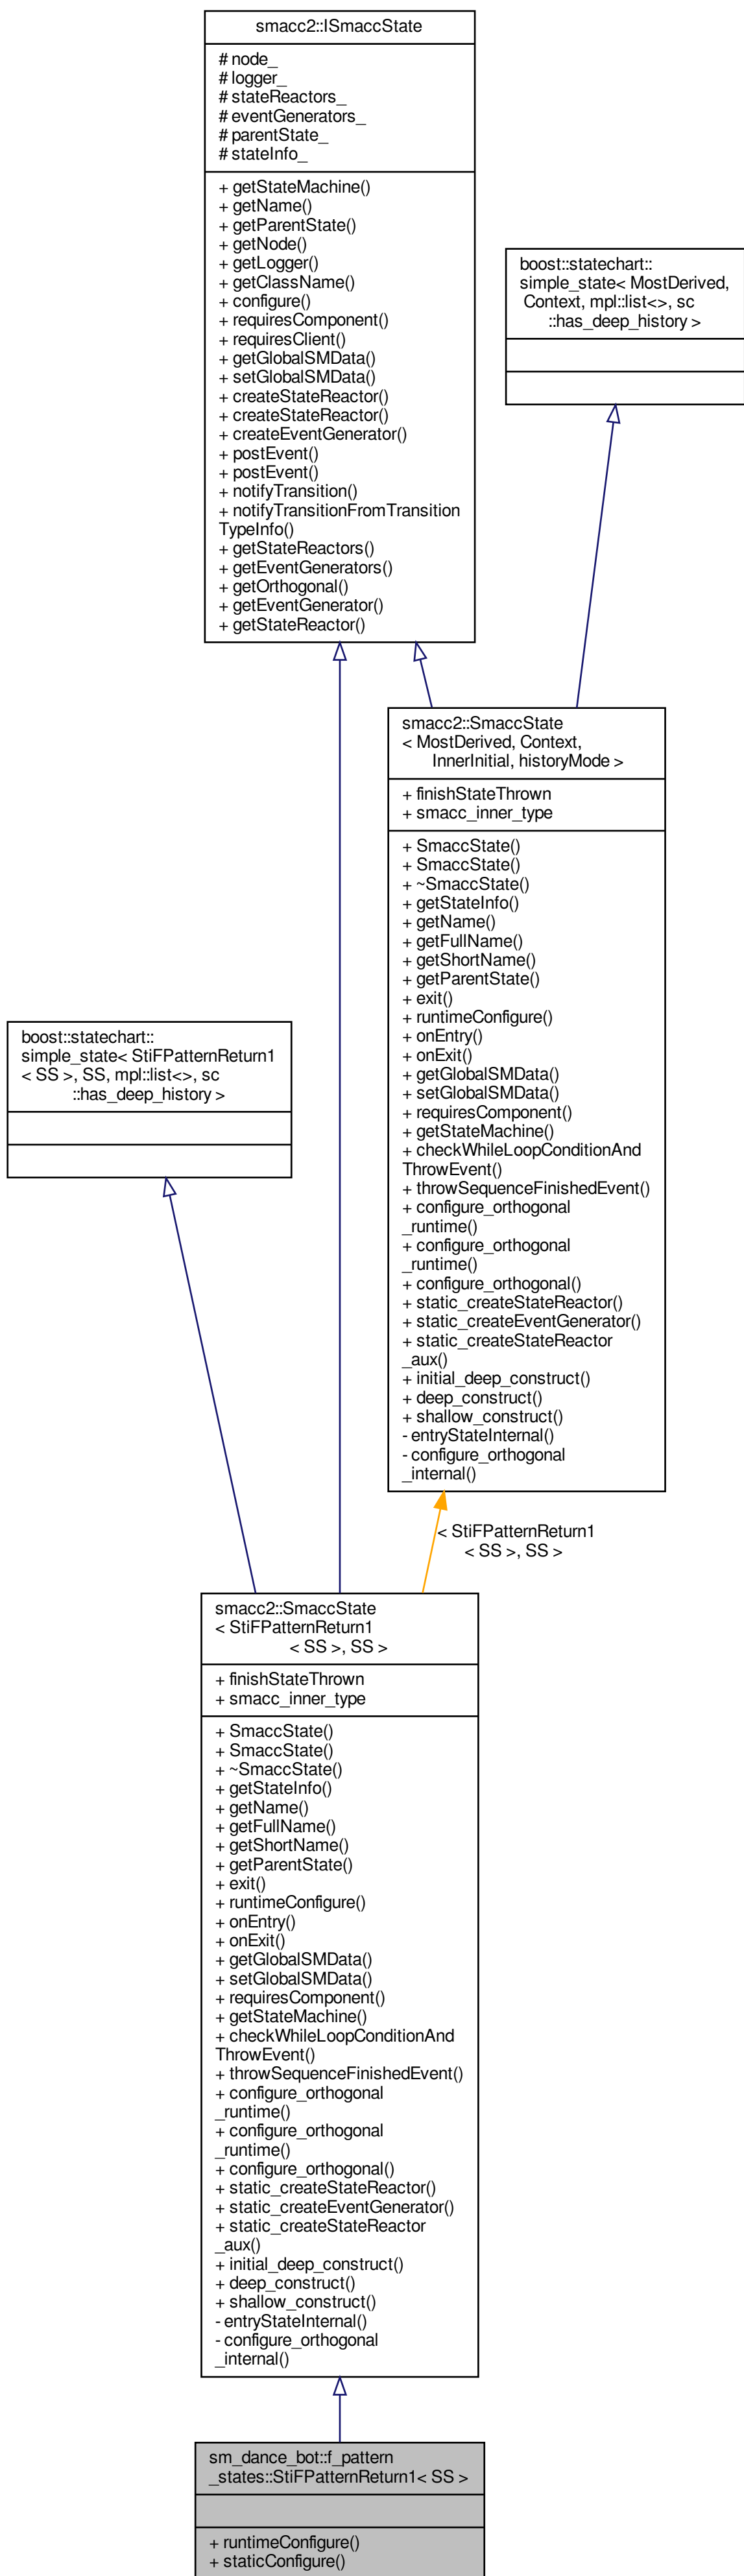 smacc2::ISmaccState
# node_
# logger_
# stateReactors_
# eventGenerators_
# parentState_
# stateInfo_
+ getStateMachine()
+ getName()
+ getParentState()
+ getNode()
+ getLogger()
+ getClassName()
+ configure()
+ requiresComponent()
+ requiresClient()
+ getGlobalSMData()
+ setGlobalSMData()
+ createStateReactor()
+ createStateReactor()
+ createEventGenerator()
+ postEvent()
+ postEvent()
+ notifyTransition()
+ notifyTransitionFromTransition
TypeInfo()
+ getStateReactors()
+ getEventGenerators()
+ getOrthogonal()
+ getEventGenerator()
+ getStateReactor()
boost::statechart::
simple_state< MostDerived,
Context, mpl::list<>, sc
::has_deep_history >
smacc2::SmaccState
< MostDerived, Context,
InnerInitial, historyMode >
+ finishStateThrown
+ smacc_inner_type
+ SmaccState()
+ SmaccState()
+ ~SmaccState()
+ getStateInfo()
+ getName()
+ getFullName()
+ getShortName()
+ getParentState()
+ exit()
+ runtimeConfigure()
+ onEntry()
+ onExit()
+ getGlobalSMData()
+ setGlobalSMData()
+ requiresComponent()
+ getStateMachine()
+ checkWhileLoopConditionAnd
ThrowEvent()
+ throwSequenceFinishedEvent()
+ configure_orthogonal
_runtime()
+ configure_orthogonal
_runtime()
+ configure_orthogonal()
+ static_createStateReactor()
+ static_createEventGenerator()
+ static_createStateReactor
_aux()
+ initial_deep_construct()
+ deep_construct()
+ shallow_construct()
- entryStateInternal()
- configure_orthogonal
_internal()
boost::statechart::
simple_state< StiFPatternReturn1
< SS >, SS, mpl::list<>, sc
::has_deep_history >
< StiFPatternReturn1
< SS >, SS >
smacc2::SmaccState
< StiFPatternReturn1
< SS >, SS >
+ finishStateThrown
+ smacc_inner_type
+ SmaccState()
+ SmaccState()
+ ~SmaccState()
+ getStateInfo()
+ getName()
+ getFullName()
+ getShortName()
+ getParentState()
+ exit()
+ runtimeConfigure()
+ onEntry()
+ onExit()
+ getGlobalSMData()
+ setGlobalSMData()
+ requiresComponent()
+ getStateMachine()
+ checkWhileLoopConditionAnd
ThrowEvent()
+ throwSequenceFinishedEvent()
+ configure_orthogonal
_runtime()
+ configure_orthogonal
_runtime()
+ configure_orthogonal()
+ static_createStateReactor()
+ static_createEventGenerator()
+ static_createStateReactor
_aux()
+ initial_deep_construct()
+ deep_construct()
+ shallow_construct()
- entryStateInternal()
- configure_orthogonal
_internal()
sm_dance_bot::f_pattern
_states::StiFPatternReturn1< SS >
+ runtimeConfigure()
+ staticConfigure()